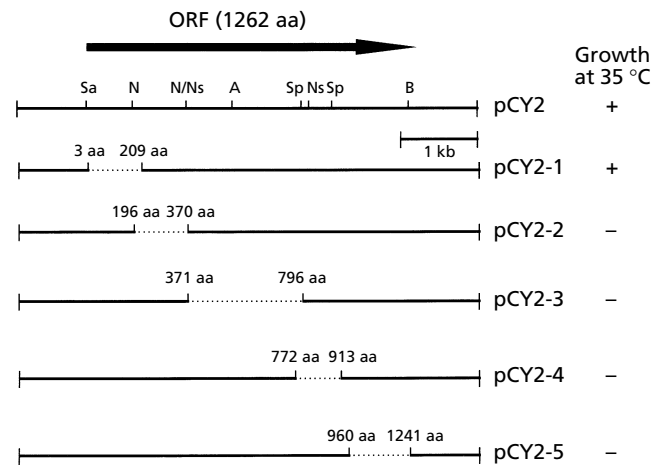 ORF (1262 aa)
Growth
at 35 °C
Sa N N/Ns A Sp Ns Sp B
pCY2 +
1 kb
3 aa 209 aa
pCY2-1 +
196 aa 370 aa
pCY2-2 –
371 aa 796 aa
pCY2-3 –
772 aa 913 aa
pCY2-4 –
960 aa 1241 aa
pCY2-5 –